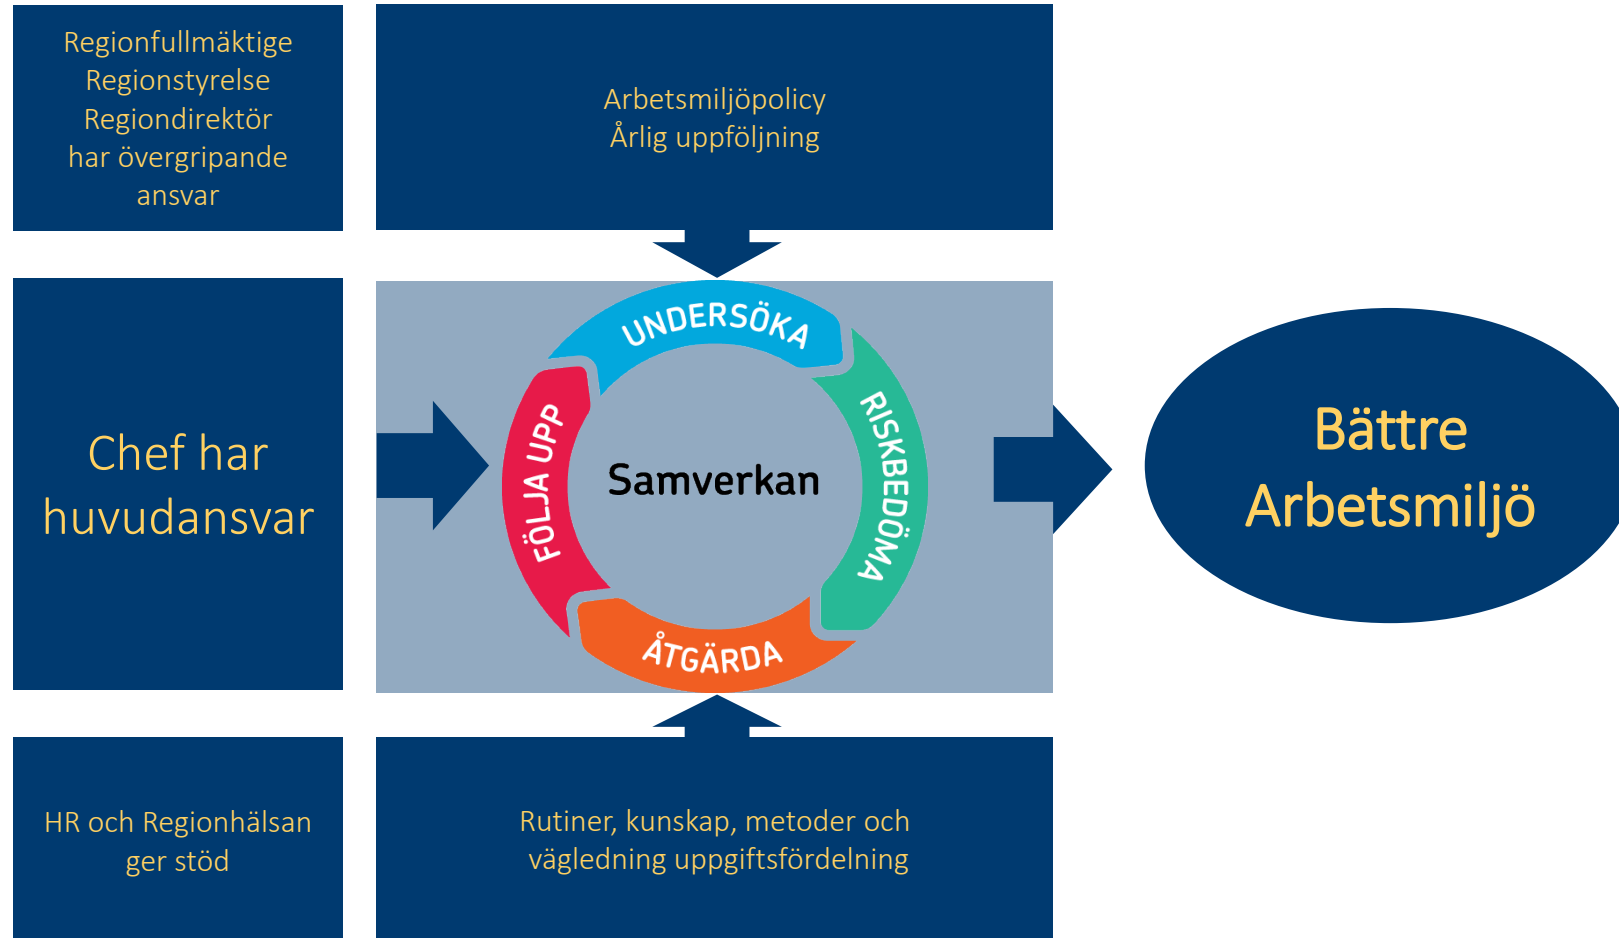 Regionfullmäktige
Regionstyrelse
Regiondirektör
har övergripande
ansvar
Arbetsmiljöpolicy
Årlig uppföljning
Chef har
huvudansvar
UNDERSÖKA
RISKBEDÖMA
ÅTGÄRDA
FÖLJA UPP
Samverkan
Bättre
Arbetsmiljö
HR och Regionhälsan
ger stöd
Rutiner, kunskap, metoder och
vägledning uppgiftsfördelning